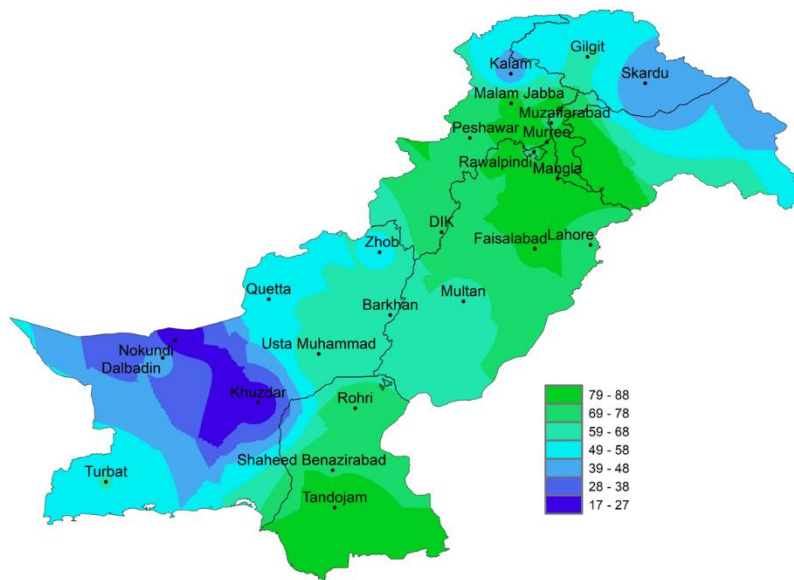 Gilgit
Kalam
Skardu
Malam Jabba
Muzaffarabad
Peshawar
Murree
Rawalpindi
Mangla
DIK
Zhob
Faisalabad
Lahore
Quetta
Multan
Barkhan
Usta Muhammad
Nokundi
Dalbadin
Khuzdar
Rohri
Shaheed Benazirabad
Turbat
Tandojam
79 - 88
69 - 78
59 - 68
49 - 58
39 - 48
28 - 38
17 - 27